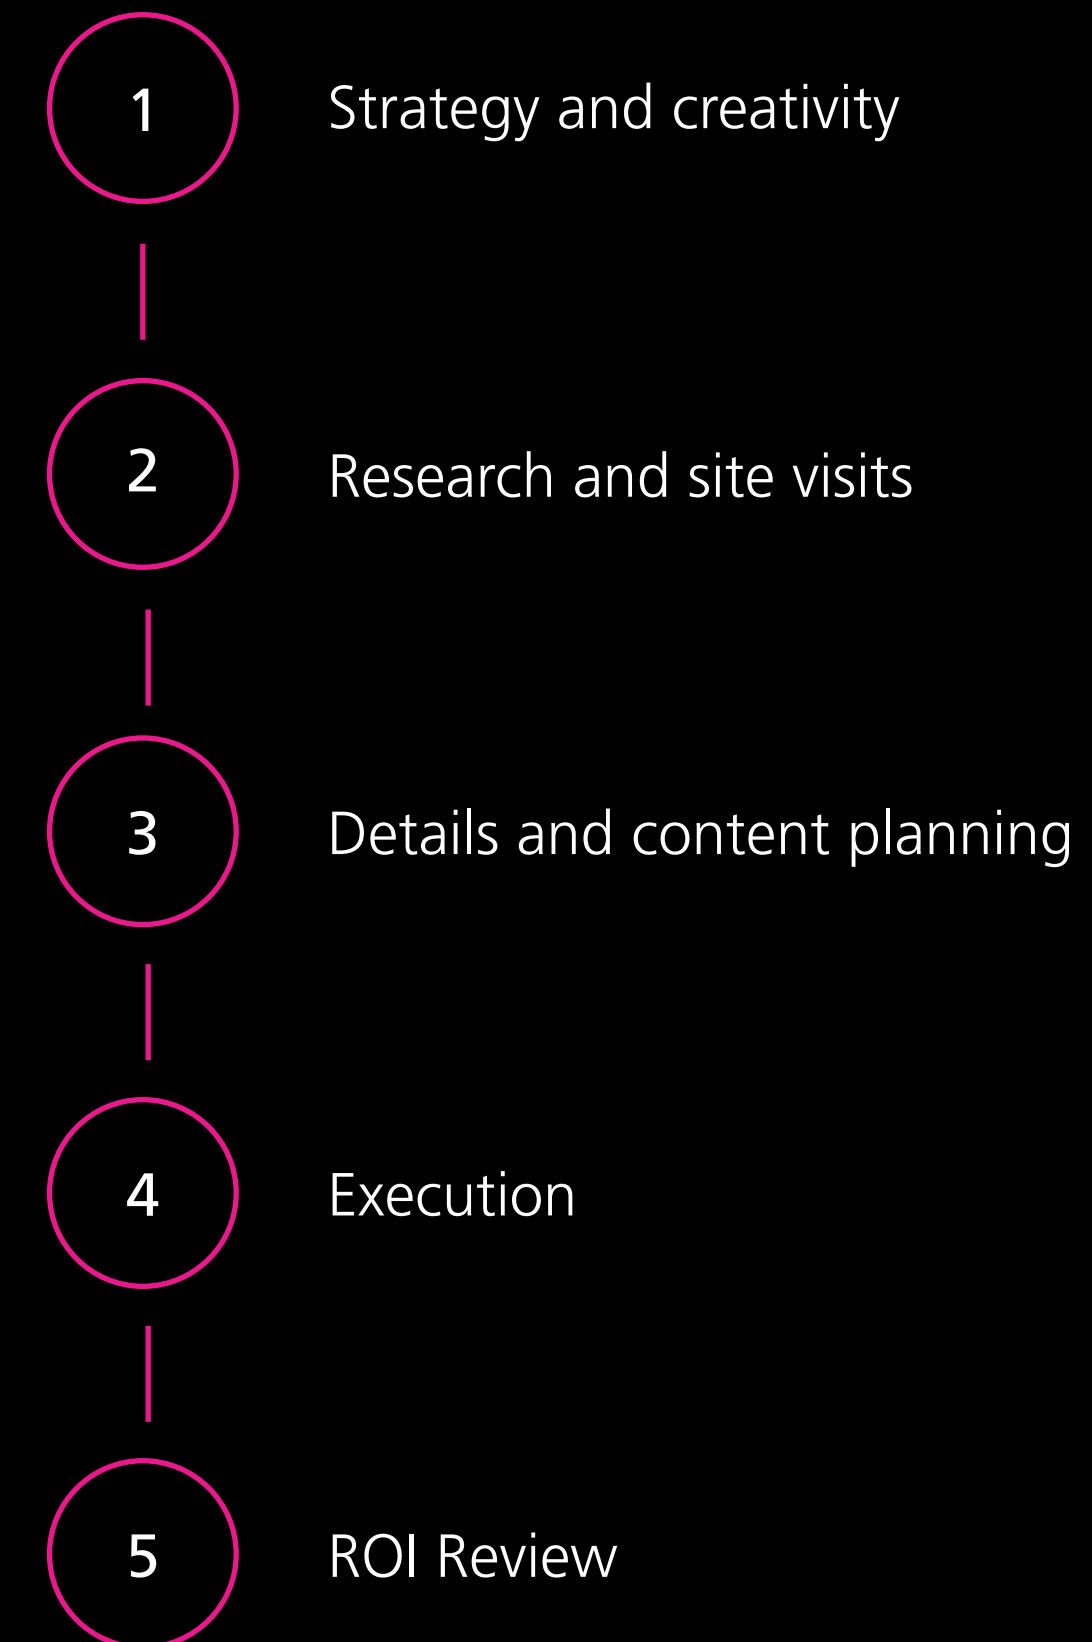 1
Strategy and creativity
2
Research and site visits
3
Details and content planning
4
Execution
5
ROI Review